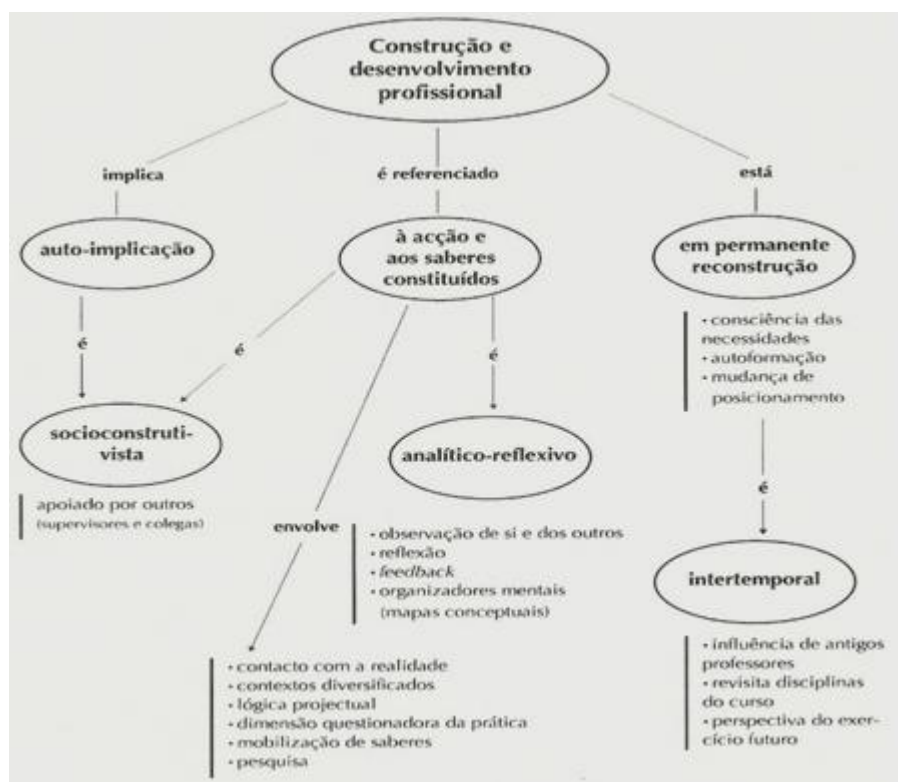 Construção e
desenvolvimento
profissional
implica
é referenciado
está
auto-implicação
à acção e
aos saberes
constituídos
em permanente
reconstrução
• consciência das
necessidades
• autoformação
• mudança de
posicionamento
é
é
é
socioconstruti-
vista
analítico-reflexivo
apoiado por outros
(supervisores e colegas)
é
envolve
• observação de si e dos outros
• reflexão
• feedback
• organizadores mentais
(mapas conceptuais)
intertemporal
• contacto com a realidade
• contextos diversificados
• lógica projectual
• dimensão questionadora da prática
• mobilização de saberes
• pesquisa
• influência de antigos
professores
• revisita disciplinas
do curso
• perspectiva do exer-
cício futuro